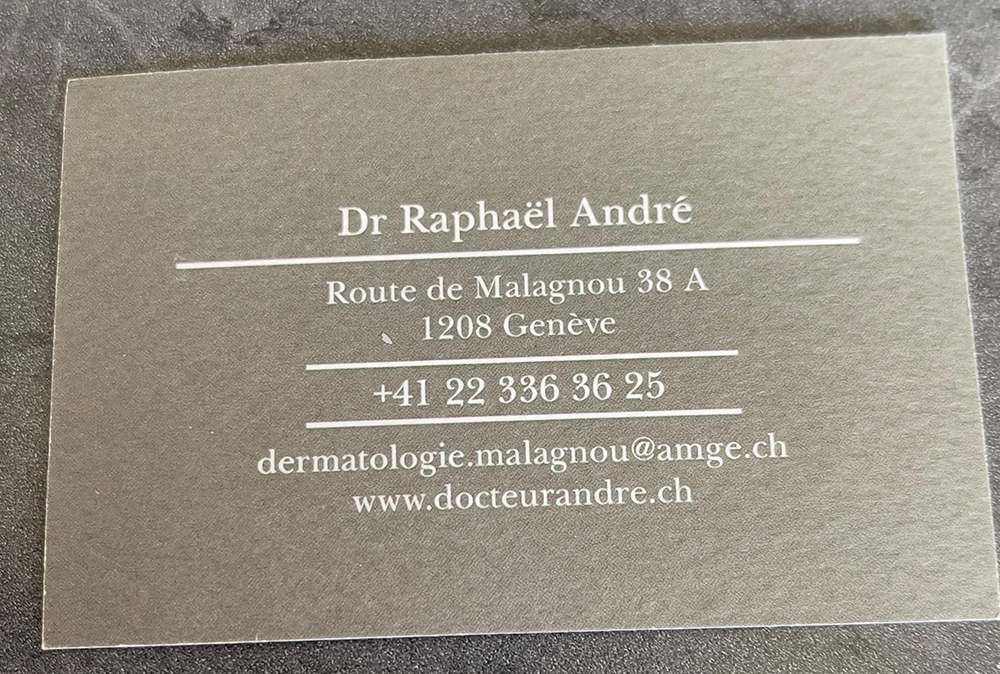 Dr Raphaël André
Route de Malagnou 38 A
1208 Genève
+41 22 336 36 25
dermatologie.malagnou@amge.ch
www.docteurandre.ch